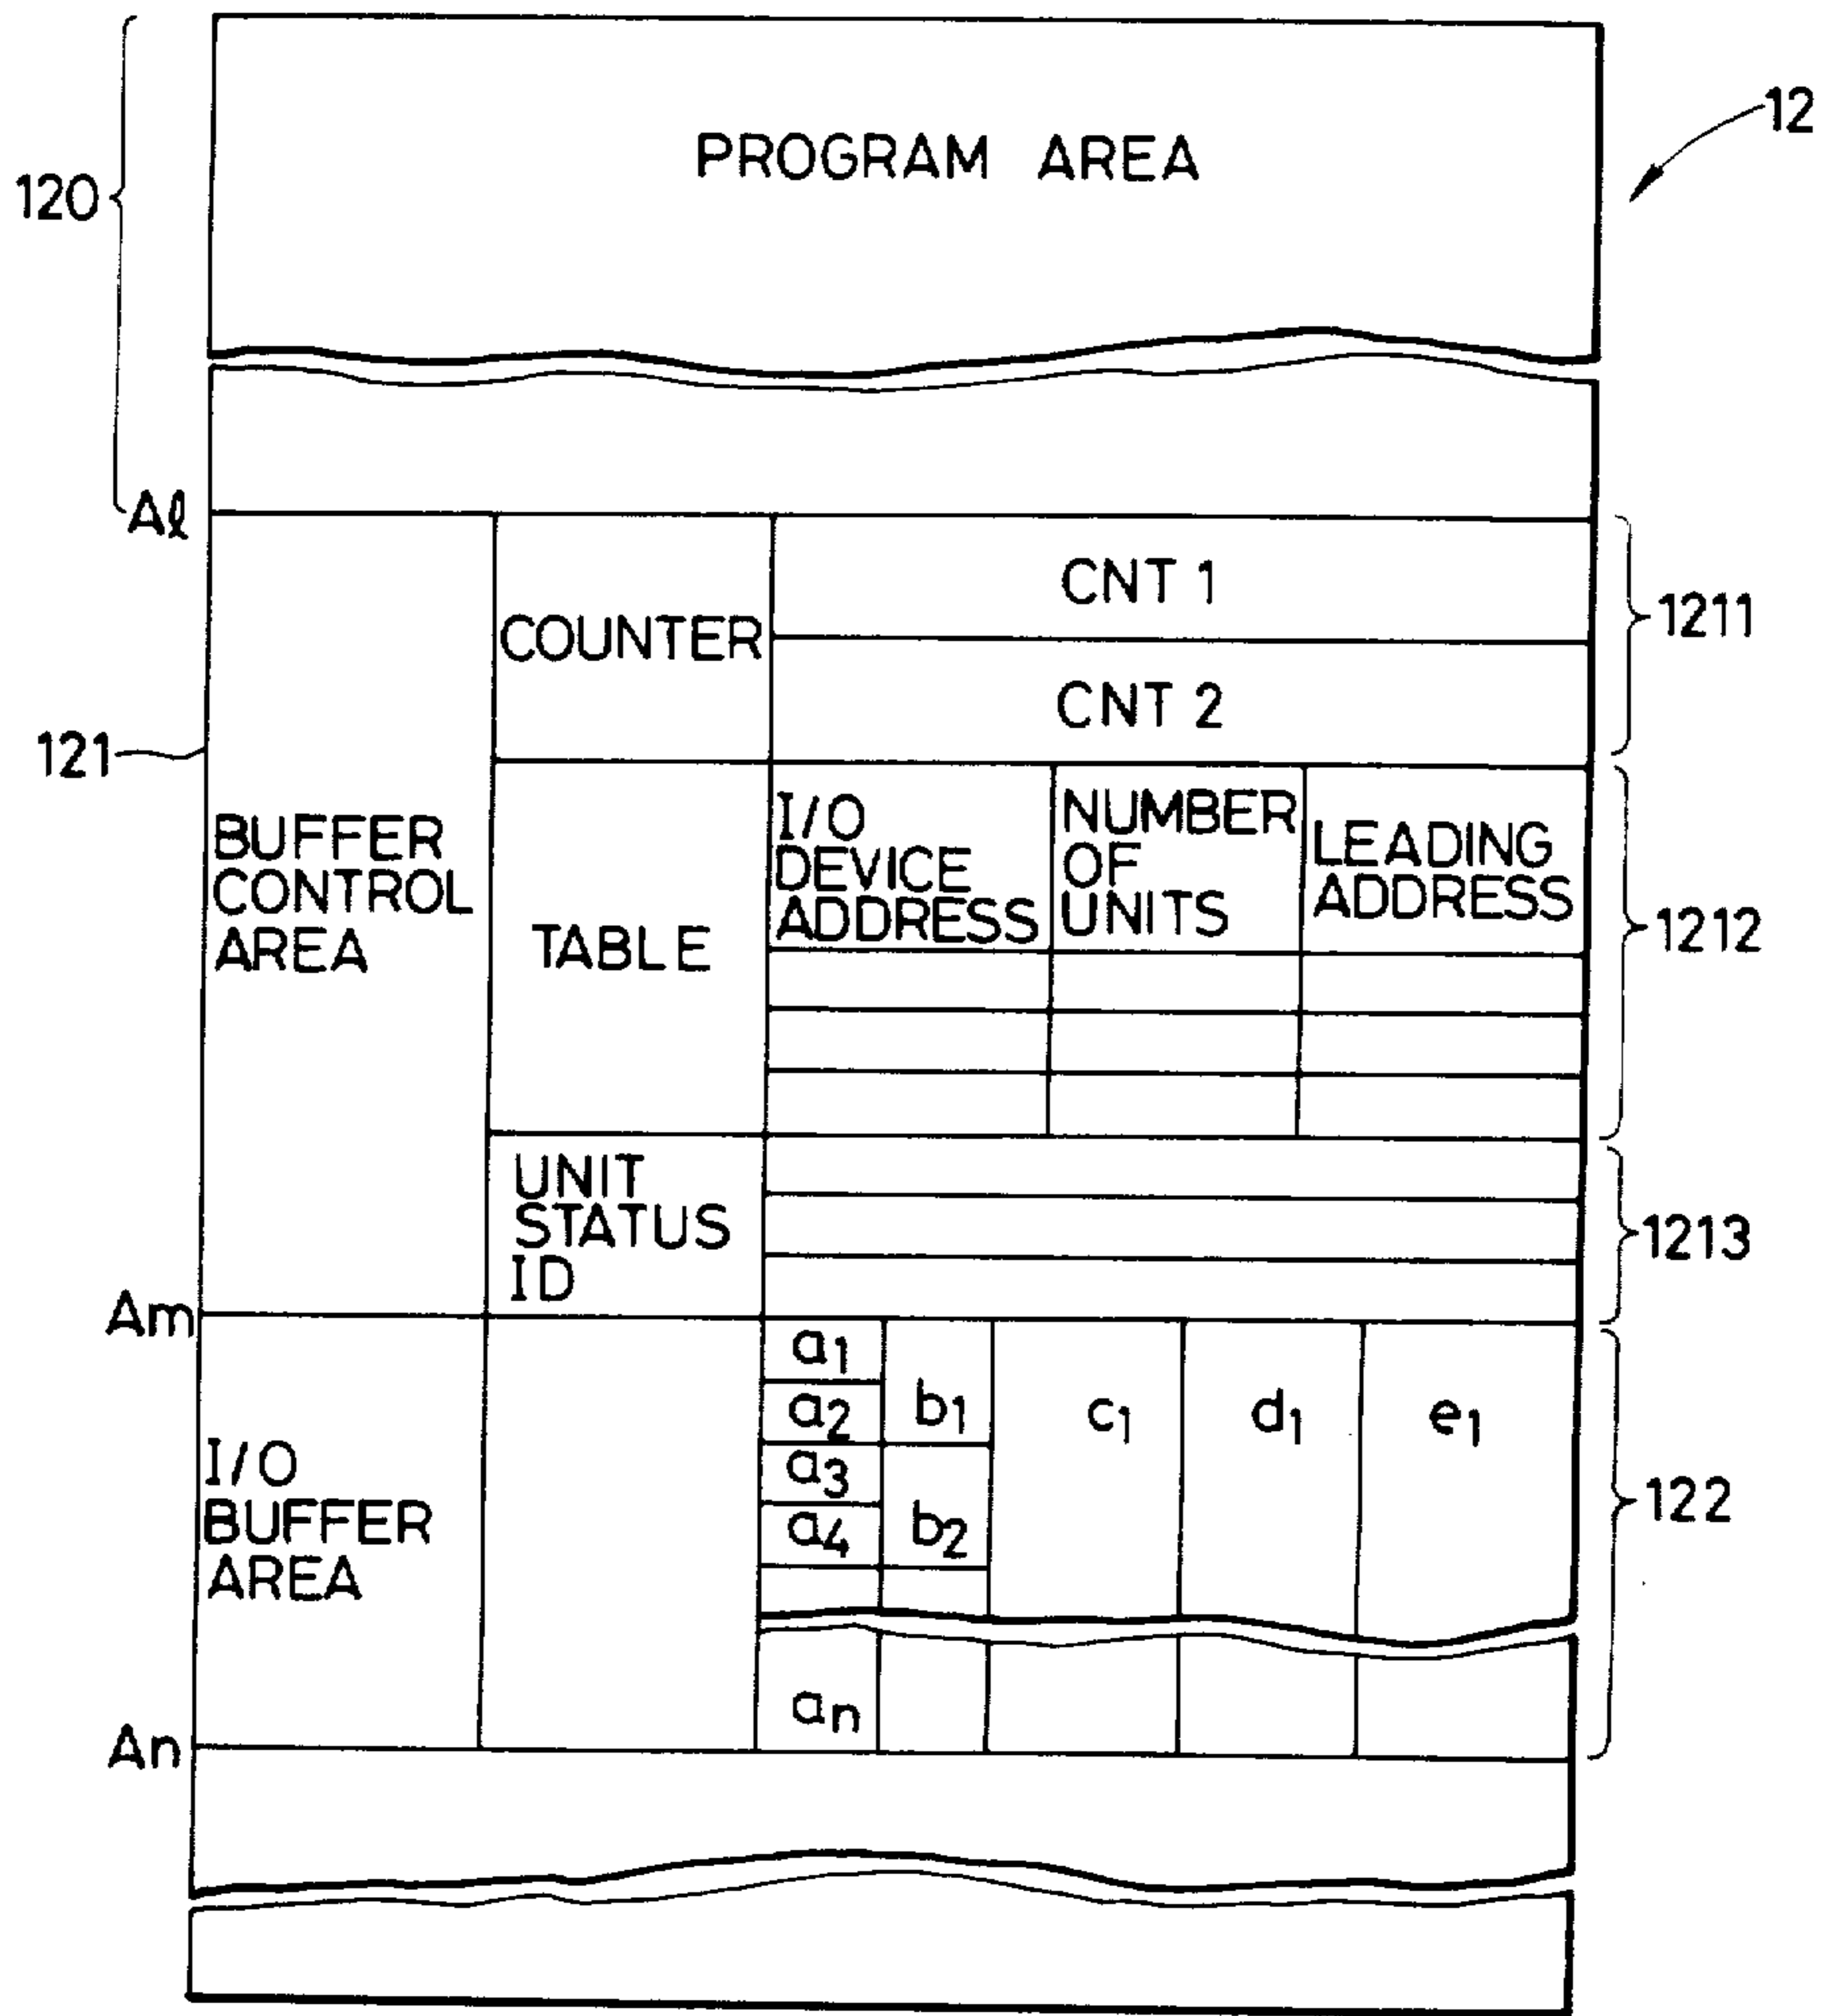 PROGRAM AREA
12
120
Aℓ
CNT 1
1211
COUNTER
CNT 2
121
BUFFER
CONTROL
AREA
TABLE
I/O
DEVICE
ADDRESS
NUMBER
OF
UNITS
LEADING
ADDRESS
1212
UNIT
STATUS
ID
1213
Am
I/O
BUFFER
AREA
a1
a2
a3
a4
an
b1
b2
c1
d1
e1
122
An